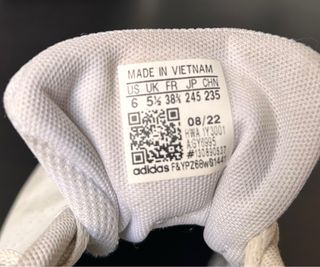 MADE IN VIETNAM
US UK FR JP CHN
6 5½ 38⅔ 245 235
08/22
HWA 1Y3001
adidas